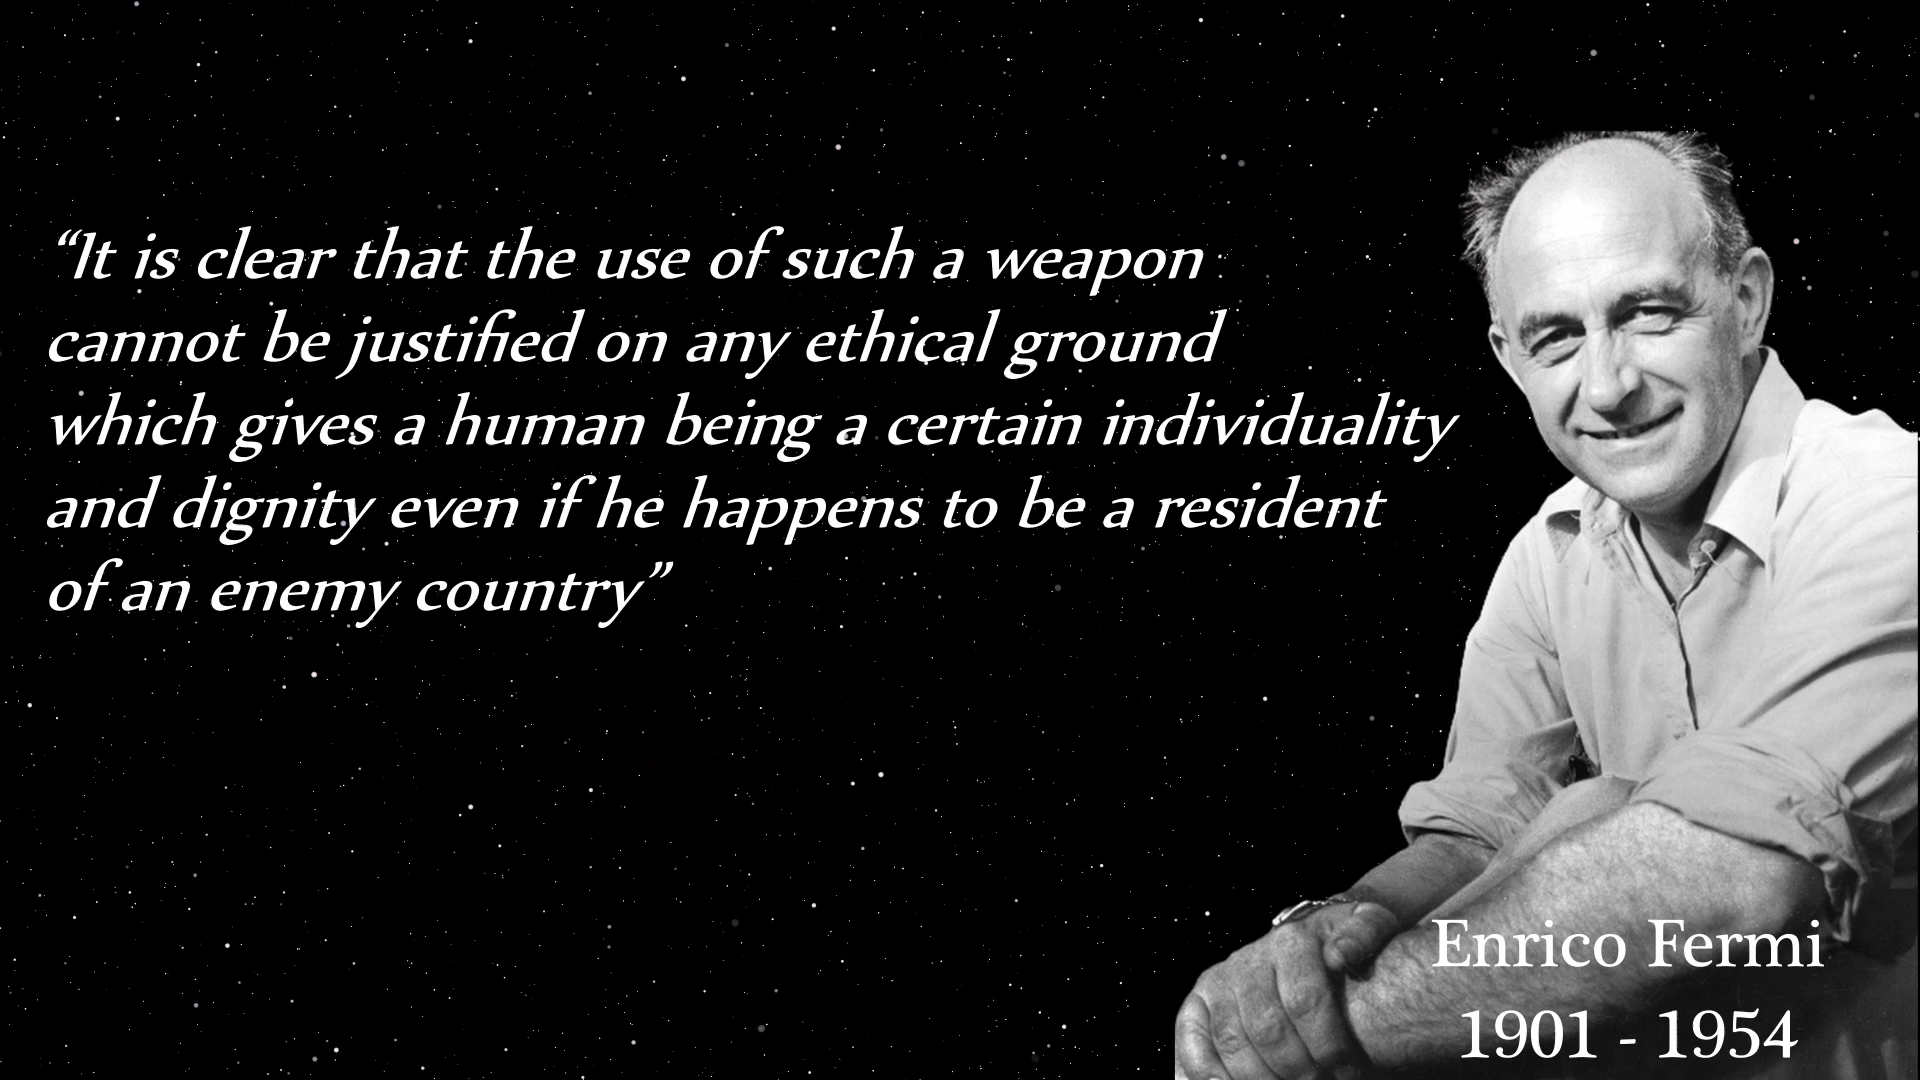 “It is clear that the use of such a weapon
cannot be justified on any ethical ground
which gives a human being a certain individuality
and dignity even if he happens to be a resident
of an enemy country”
Enrico Fermi
1901 - 1954